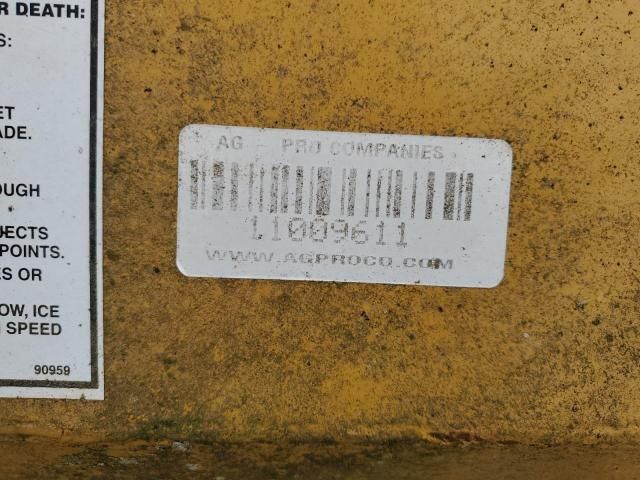 R DEATH:
S:
ET
ADE.
OUGH
JECTS
POINTS.
ES OR
OW, ICE
SPEED
90959
AG PRO COMPANIES
11009611
WWW.AGPROCO.COM